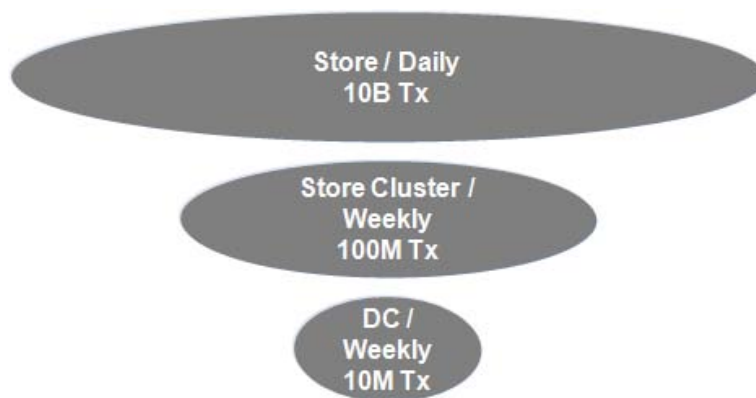 Store / Daily
10B Tx
Store Cluster /
Weekly
100M Tx
DC /
Weekly
10M Tx